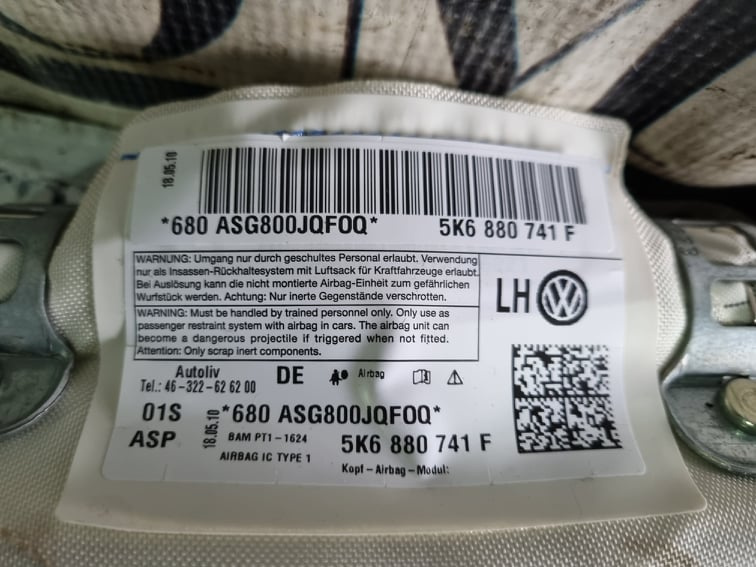 18.05.10
*680 ASG800JQF0Q*
5K6 880 741 F
WARNUNG: Umgang nur durch geschultes Personal erlaubt. Verwendung
nur als Insassen-Rückhaltesystem mit Luftsack für Kraftfahrzeuge erlaubt.
Bei Auslösung kann die nicht montierte Airbag-Einheit zum gefährlichen
Wurfstück werden. Achtung: Nur inerte Gegenstände verschrotten.
WARNING: Must be handled by trained personnel only. Only use as
passenger restraint system with airbag in cars. The airbag unit can
become a dangerous projectile if triggered when not fitted.
Attention: Only scrap inert components.
LH
Autoliv
Tel.: 46-322-62 62 00
DE
Airbag
01S
ASP
18.05.10
*680 ASG800JQF0Q*
BAM PT1-1624
AIRBAG IC TYPE 1
5K6 880 741 F
Kopf-Airbag-Modul: